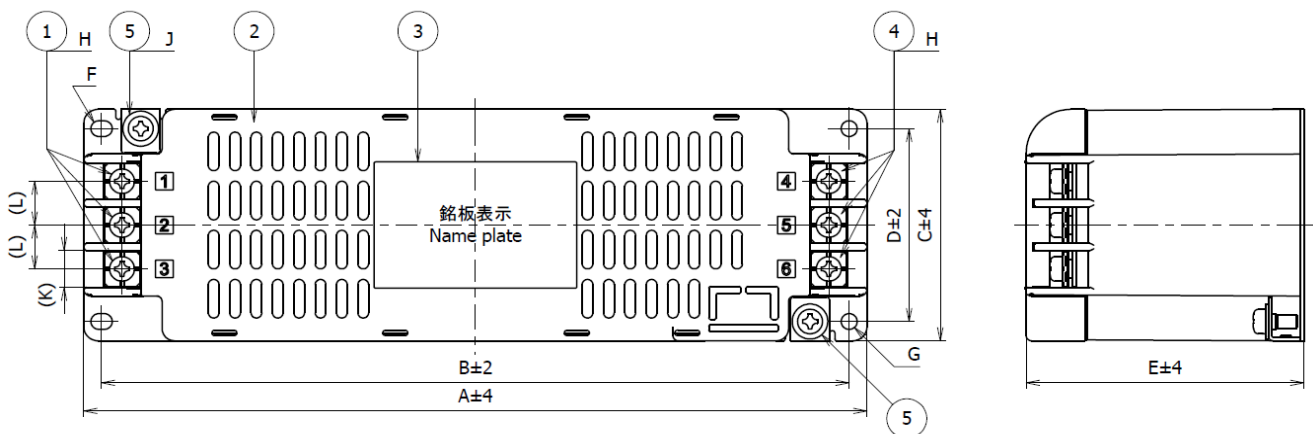 1 H 5 J 2 3 4 H
F
1 4
(L)
銘板表示
2 5
Name plate
D±2
C±4
(L)
3 6
(K)
G
B±2
E±4
A±4
5